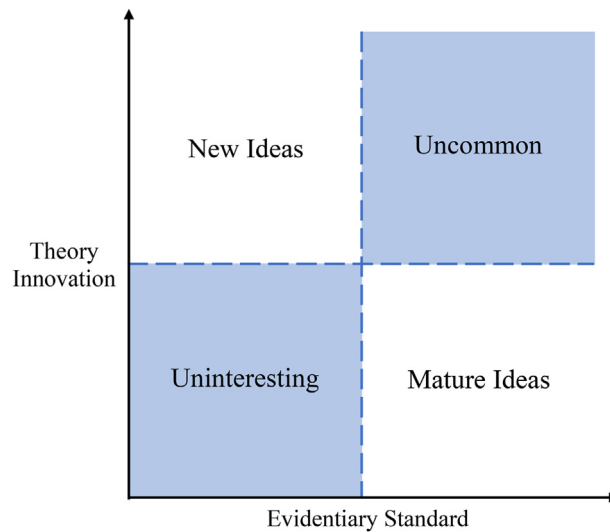 New Ideas
Uncommon
Theory
Innovation
Uninteresting
Mature Ideas
Evidentiary Standard